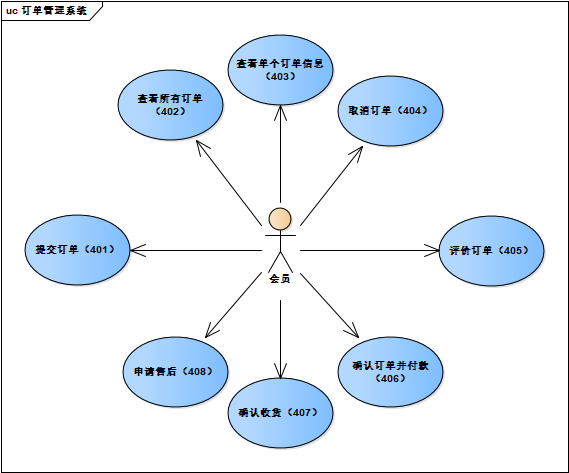 uc 订单管理系统
查看单个订单信息
（403）
查看所有订单
（402）
取消订单（404）
提交订单（401）
评价订单（405）
会员
申请售后（408）
确认订单并付款
（406）
确认收货（407）